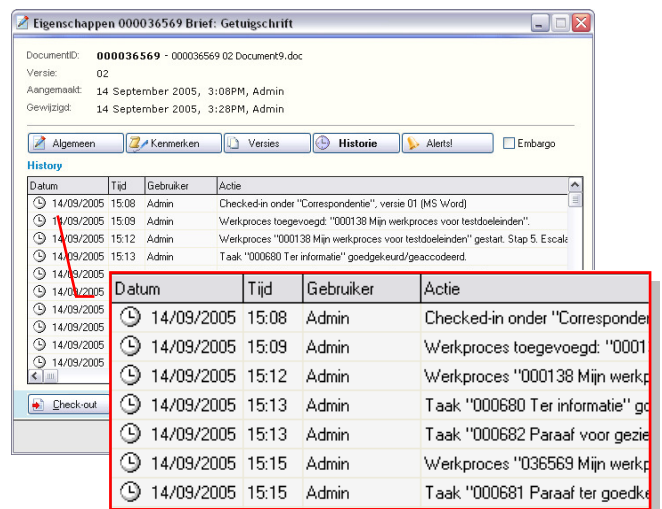 Eigenschappen 000036569 Brief: Getuigschrift
DocumentID: 000036569 - 000036569 02 Document9.doc
Versie: 02
Aangemaakt: 14 September 2005, 3:08PM, Admin
Gewijzigd: 14 September 2005, 3:28PM, Admin
Algemeen Kenmerken Versies Historie Alerts! Embargo
History
Datum Tijd Gebruiker Actie
14/09/2005 15:08 Admin Checked-in onder "Correspondentie", versie 01 (MS Word)
14/09/2005 15:09 Admin Werkproces toegevoegd: "000138 Mijn werkproces voor testdoeleinden".
14/09/2005 15:12 Admin Werkproces "000138 Mijn werkproces voor testdoeleinden" gestart. Stap 5. Escala
14/09/2005 15:13 Admin Taak "000680 Ter informatie" goedgekeurd/geaccodeerd.
14/09/2005
14/09/2005
14/09/2005
14/09/2005
14/09/2005
14/09/2005
Check-out
Datum Tijd Gebruiker Actie
14/09/2005 15:08 Admin Checked-in onder "Corresponder
14/09/2005 15:09 Admin Werkproces toegevoegd: "0001
14/09/2005 15:12 Admin Werkproces "000138 Mijn werkp
14/09/2005 15:13 Admin Taak "000680 Ter informatie" go
14/09/2005 15:13 Admin Taak "000682 Paraaf voor gezie
14/09/2005 15:15 Admin Werkproces "036569 Mijn werkp
14/09/2005 15:15 Admin Taak "000681 Paraaf ter goedke